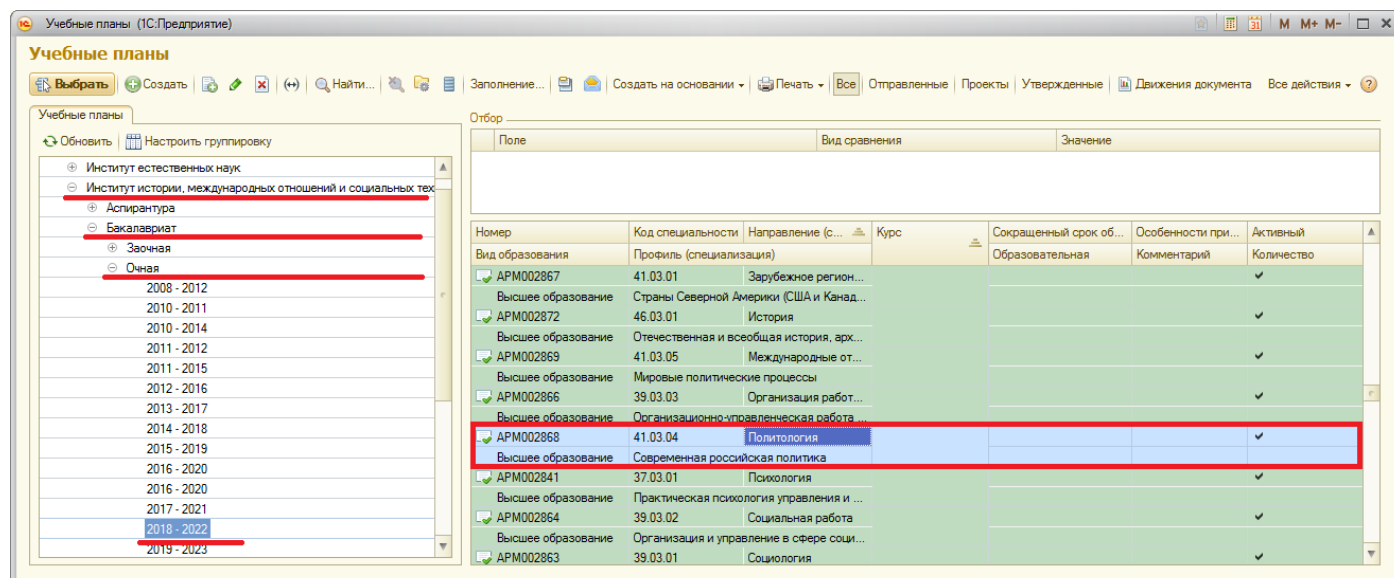 Учебные планы (1С:Предприятие) 31 M M+ M-
Учебные планы
Выбрать Создать Найти... Заполнение... Создать на основании Печать Все Отправленные Проекты Утвержденные Движения документа Все действия ?
Учебные планы
Обновить Настроить группировку
Институт естественных наук
Институт истории, международных отношений и социальных тех
Аспирантура
Бакалавриат
Заочная
Очная
2008 - 2012
2010 - 2011
2010 - 2014
2011 - 2012
2011 - 2015
2012 - 2016
2013 - 2017
2014 - 2018
2015 - 2019
2016 - 2020
2016 - 2020
2017 - 2021
2018 - 2022
2019 - 2023
Отбор
Поле Вид сравнения Значение
Номер Код специальности Направление (с... Курс Сокращенный срок об... Особенности при... Активный
Вид образования Профиль (специализация) Образовательная Комментарий Количество
АРМ002867 41.03.01 Зарубежное регион...
Высшее образование Страны Северной Америки (США и Канад...
АРМ002872 46.03.01 История
Высшее образование Отечественная и всеобщая история, арх...
АРМ002869 41.03.05 Международные от...
Высшее образование Мировые политические процессы
АРМ002866 39.03.03 Организация работ...
Высшее образование Организационно-управленческая работа ...
АРМ002868 41.03.04 Политология
Высшее образование Современная российская политика
АРМ002841 37.03.01 Психология
Высшее образование Практическая психология управления и ...
АРМ002864 39.03.02 Социальная работа
Высшее образование Организация и управление в сфере соци...
АРМ002863 39.03.01 Социология